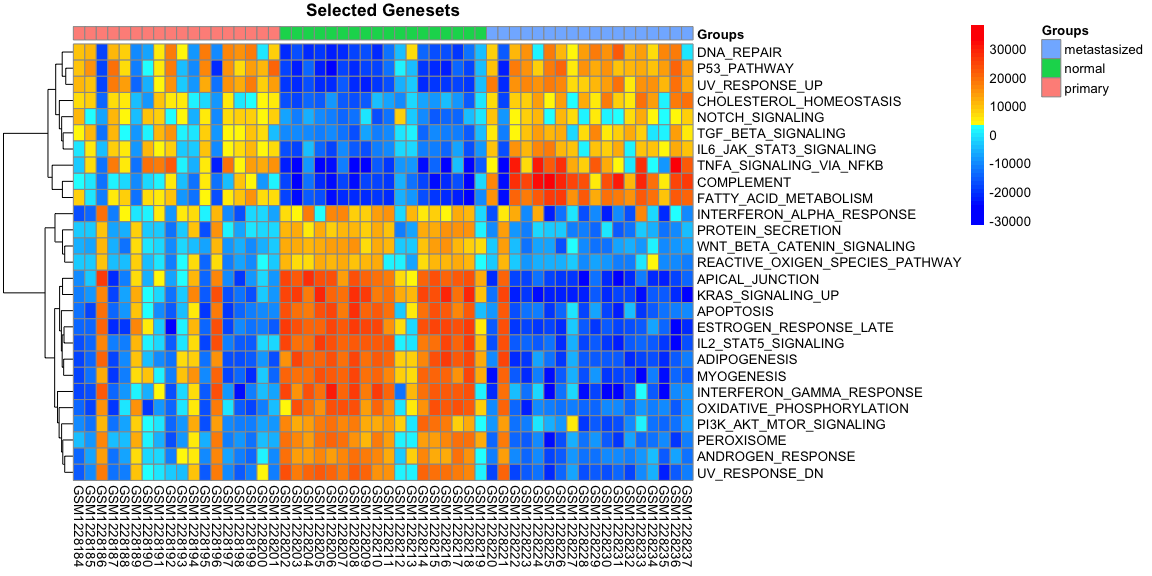 Selected Genesets
Groups
DNA_REPAIR
P53_PATHWAY
UV_RESPONSE_UP
CHOLESTEROL_HOMEOSTASIS
NOTCH_SIGNALING
TGF_BETA_SIGNALING
IL6_JAK_STAT3_SIGNALING
TNFA_SIGNALING_VIA_NFKB
COMPLEMENT
FATTY_ACID_METABOLISM
INTERFERON_ALPHA_RESPONSE
PROTEIN_SECRETION
WNT_BETA_CATENIN_SIGNALING
REACTIVE_OXIGEN_SPECIES_PATHWAY
APICAL_JUNCTION
KRAS_SIGNALING_UP
APOPTOSIS
ESTROGEN_RESPONSE_LATE
IL2_STAT5_SIGNALING
ADIPOGENESIS
MYOGENESIS
INTERFERON_GAMMA_RESPONSE
OXIDATIVE_PHOSPHORYLATION
PI3K_AKT_MTOR_SIGNALING
PEROXISOME
ANDROGEN_RESPONSE
UV_RESPONSE_DN
GSM1228184
GSM1228185
GSM1228186
GSM1228187
GSM1228188
GSM1228189
GSM1228190
GSM1228191
GSM1228192
GSM1228193
GSM1228194
GSM1228195
GSM1228196
GSM1228197
GSM1228198
GSM1228199
GSM1228200
GSM1228201
GSM1228202
GSM1228203
GSM1228204
GSM1228205
GSM1228206
GSM1228207
GSM1228208
GSM1228209
GSM1228210
GSM1228211
GSM1228212
GSM1228213
GSM1228214
GSM1228215
GSM1228216
GSM1228217
GSM1228218
GSM1228219
GSM1228220
GSM1228221
GSM1228222
GSM1228223
GSM1228224
GSM1228225
GSM1228226
GSM1228227
GSM1228228
GSM1228229
GSM1228230
GSM1228231
GSM1228232
GSM1228233
GSM1228234
GSM1228235
GSM1228236
GSM1228237
30000
20000
10000
0
-10000
-20000
-30000
Groups
metastasized
normal
primary